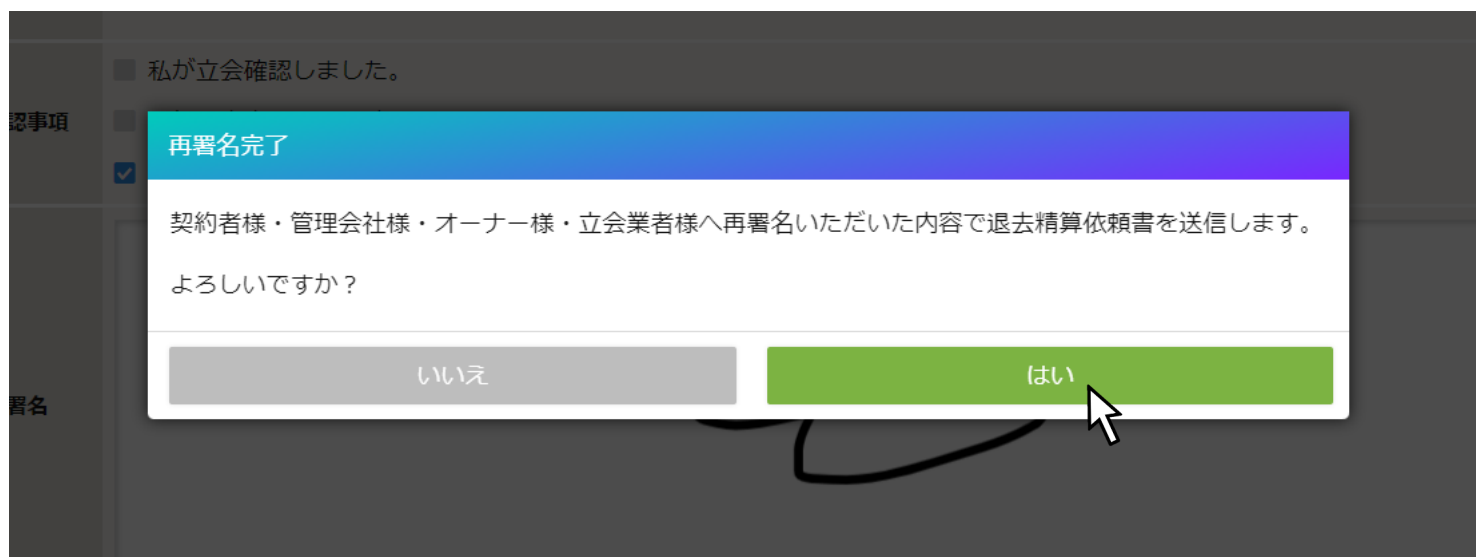 私が立会確認しました。
認事項
再署名完了
契約者様・管理会社様・オーナー様・立会業者様へ再署名いただいた内容で退去精算依頼書を送信します。
よろしいですか？
いいえ
はい
署名